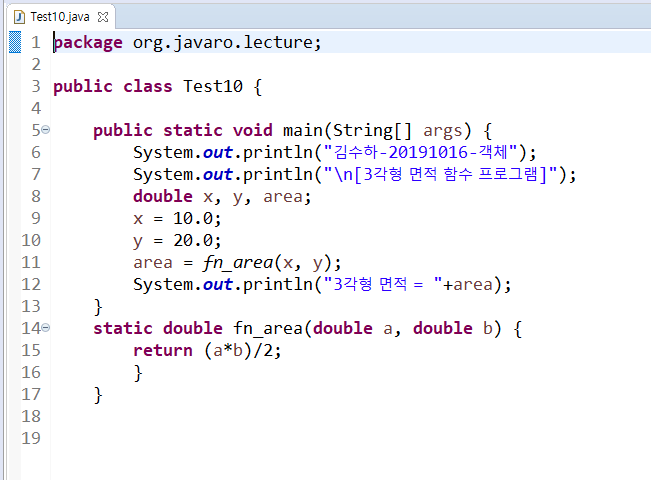 Test10.java
1 package org.javaro.lecture;
2
3 public class Test10 {
4
5 public static void main(String[] args) {
6 System.out.println("김수하-20191016-객체");
7 System.out.println("\n[3각형 면적 함수 프로그램]");
8 double x, y, area;
9 x = 10.0;
10 y = 20.0;
11 area = fn_area(x, y);
12 System.out.println("3각형 면적 = "+area);
13 }
14 static double fn_area(double a, double b) {
15 return (a*b)/2;
16 }
17 }
18
19